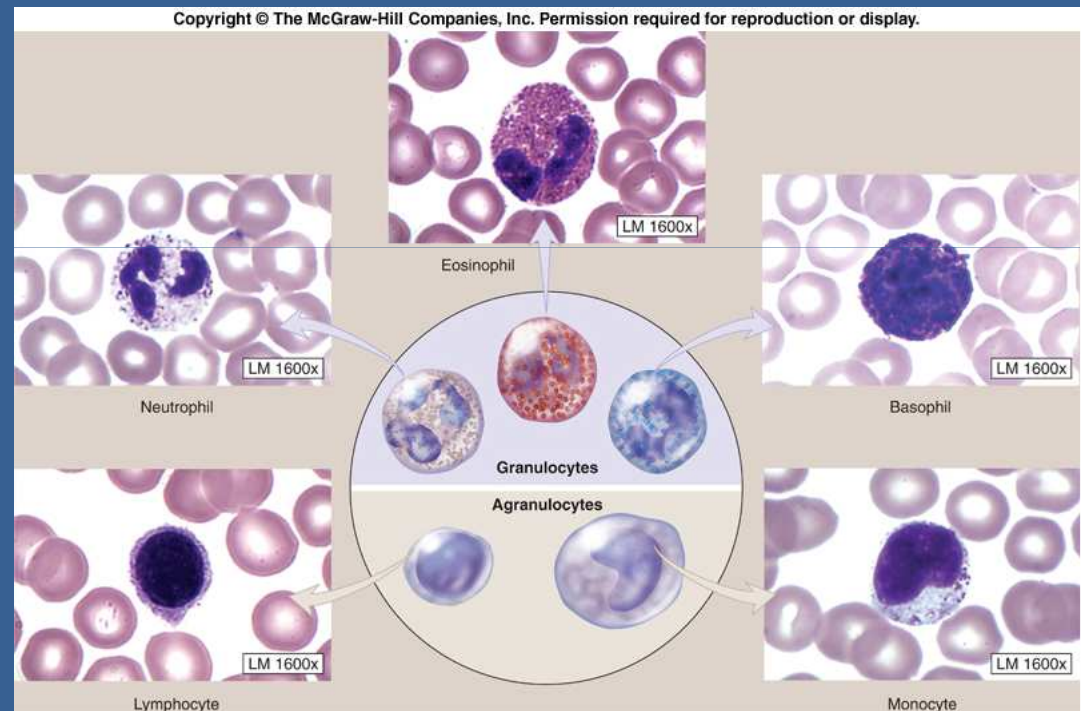 Copyright © The McGraw-Hill Companies, Inc. Permission required for reproduction or display.
LM 1600x
Eosinophil
LM 1600x
Neutrophil
LM 1600x
Basophil
Granulocytes
Agranulocytes
LM 1600x
Lymphocyte
LM 1600x
Monocyte